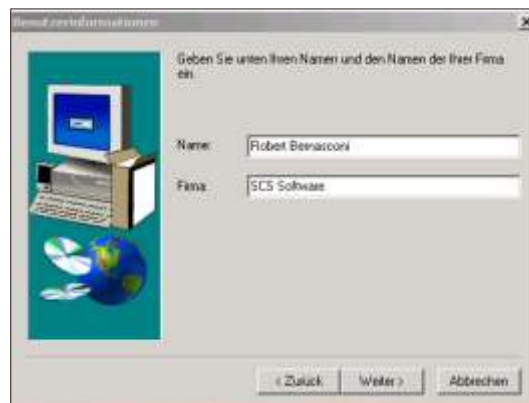 Benutzerinformationen
Geben Sie unten Ihren Namen und den Namen der Ihrer Firma
ein.
Name:
Robert Bernasconi
Firma:
SCS Software
< Zurück
Weiter >
Abbrechen